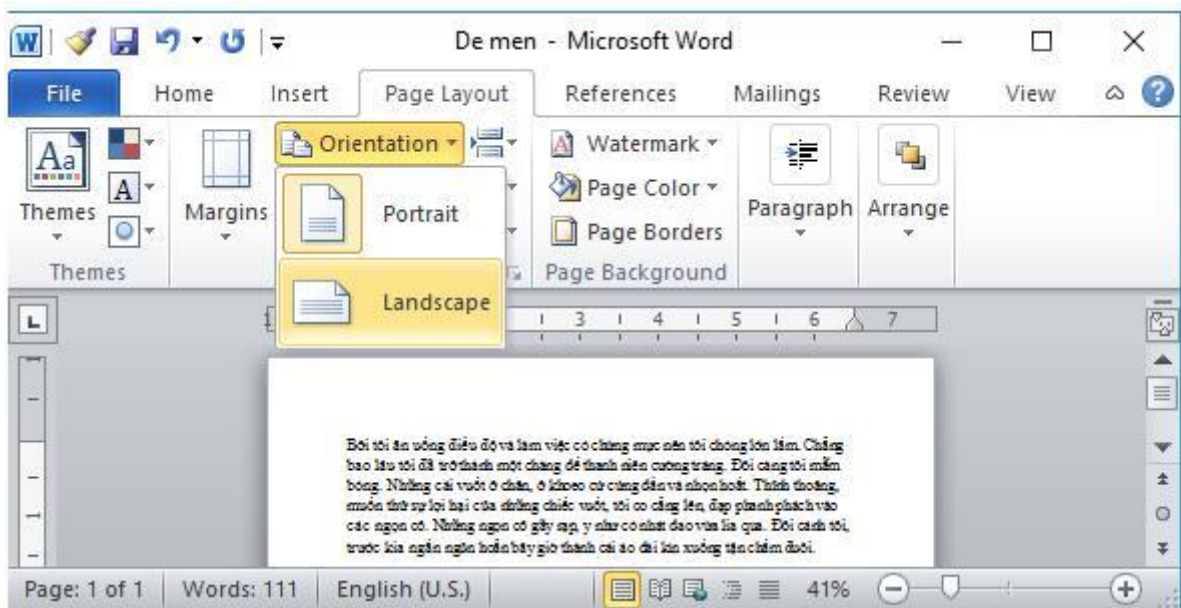 De men - Microsoft Word
File Home Insert Page Layout References Mailings Review View
Orientation Watermark
Portrait Page Color
Themes Margins Paragraph Arrange
Page Borders
Themes Page Background
Landscape
3 4 5 6 7
Bởi tôi ăn uống điều độ và làm việc có chừng mực nên tôi chóng lớn lắm. Chẳng
bao lâu tôi đã trở thành một chàng dế thanh niên cường tráng. Đôi càng tôi mẫm
bóng. Những cái vuốt ở chân, ở khoeo cứ cứng dần và nhọn hoắt. Thỉnh thoảng,
muốn thử sự lợi hại của những chiếc vuốt, tôi co cẳng lên, đạp phanh phách vào
các ngọn cỏ. Những ngọn cỏ gẫy rạp, y như có nhát dao vừa lia qua. Đôi cánh tôi,
trước kia ngắn ngủn hoẳn bây giờ thành cái áo dài kín xuống tận chấm đuôi.
Page: 1 of 1 Words: 111 English (U.S.) 41%